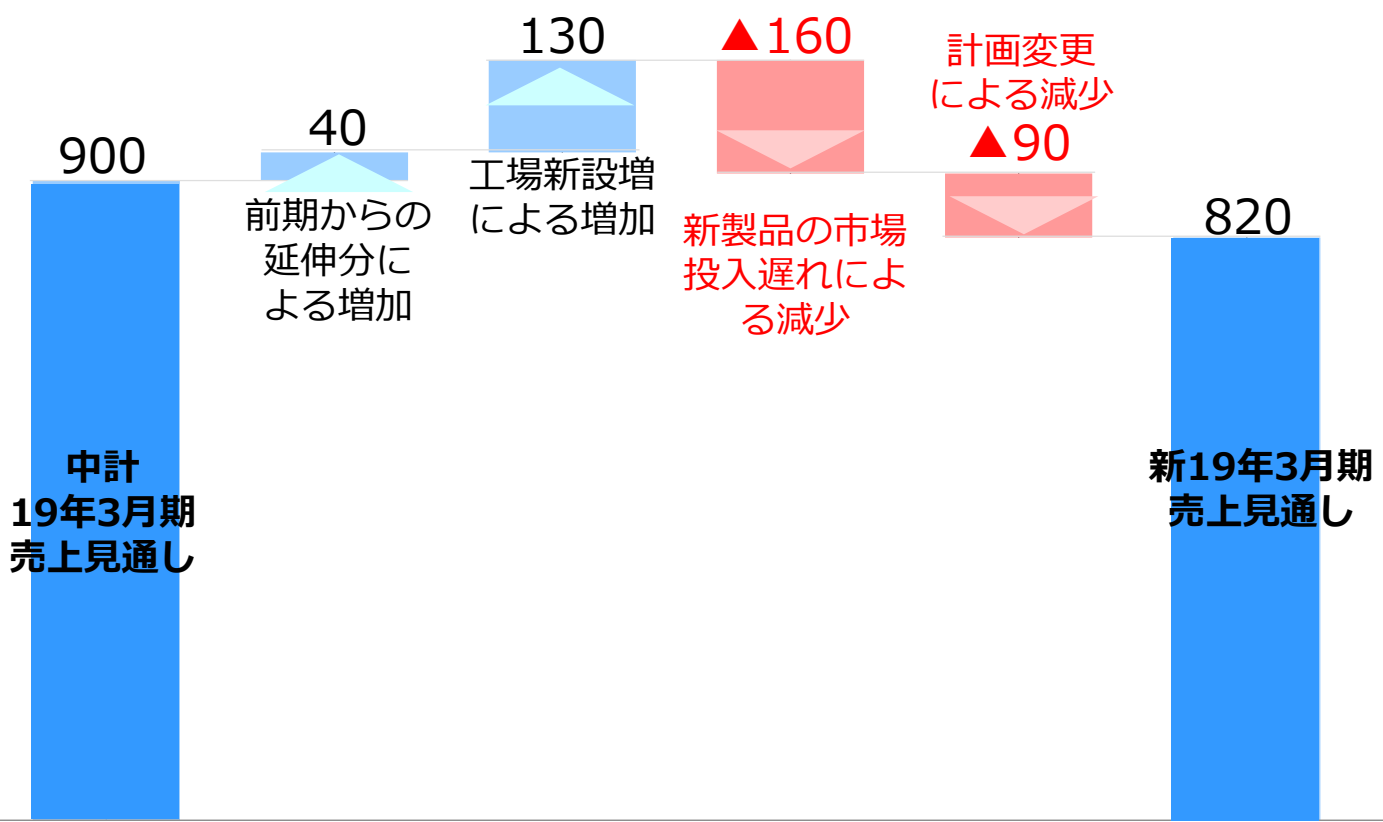 900
中計
19年3月期
売上見通し
40
前期からの
延伸分に
よる増加
130
工場新設増
による増加
▲160
新製品の市場
投入遅れによ
る減少
計画変更
による減少
▲90
820
新19年3月期
売上見通し